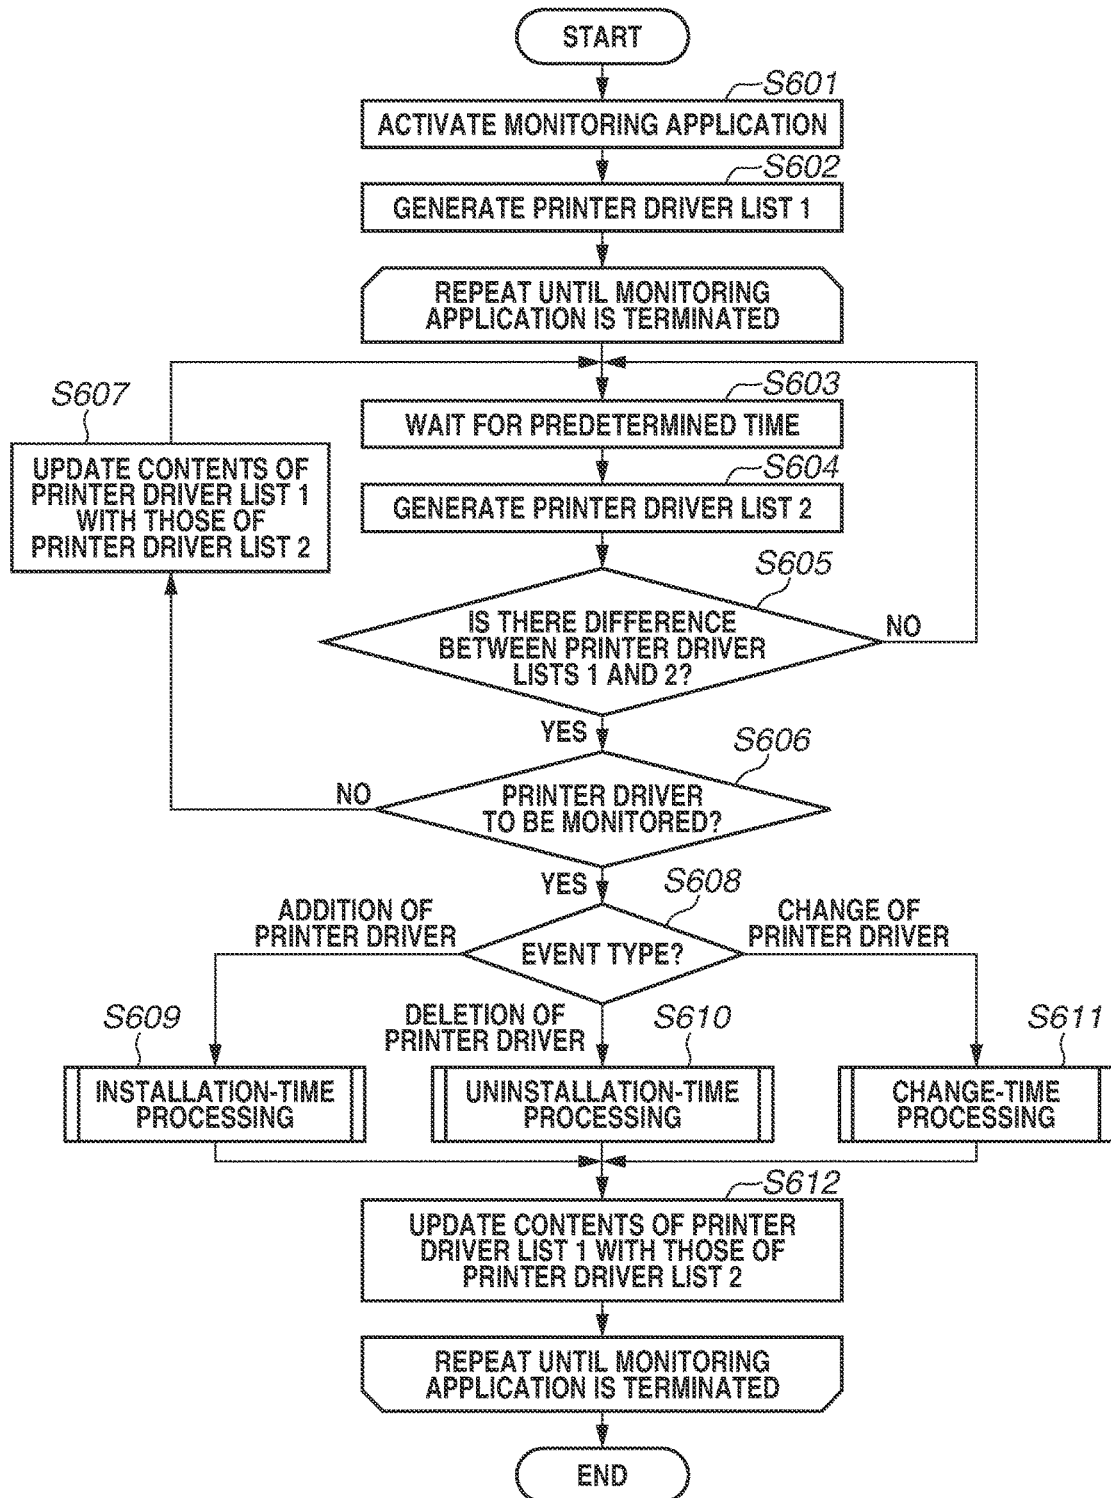 START
S601
ACTIVATE MONITORING APPLICATION
S602
GENERATE PRINTER DRIVER LIST 1
REPEAT UNTIL MONITORING
APPLICATION IS TERMINATED
S603
WAIT FOR PREDETERMINED TIME
S607
UPDATE CONTENTS OF
PRINTER DRIVER LIST 1
WITH THOSE OF
PRINTER DRIVER LIST 2
S604
GENERATE PRINTER DRIVER LIST 2
S605
IS THERE DIFFERENCE
BETWEEN PRINTER DRIVER
LISTS 1 AND 2?
NO
YES
S606
PRINTER DRIVER
TO BE MONITORED?
NO
YES
S608
EVENT TYPE?
ADDITION OF
PRINTER DRIVER
CHANGE OF
PRINTER DRIVER
DELETION OF
PRINTER DRIVER
S609
INSTALLATION-TIME
PROCESSING
S610
UNINSTALLATION-TIME
PROCESSING
S611
CHANGE-TIME
PROCESSING
S612
UPDATE CONTENTS OF PRINTER
DRIVER LIST 1 WITH THOSE OF
PRINTER DRIVER LIST 2
REPEAT UNTIL MONITORING
APPLICATION IS TERMINATED
END